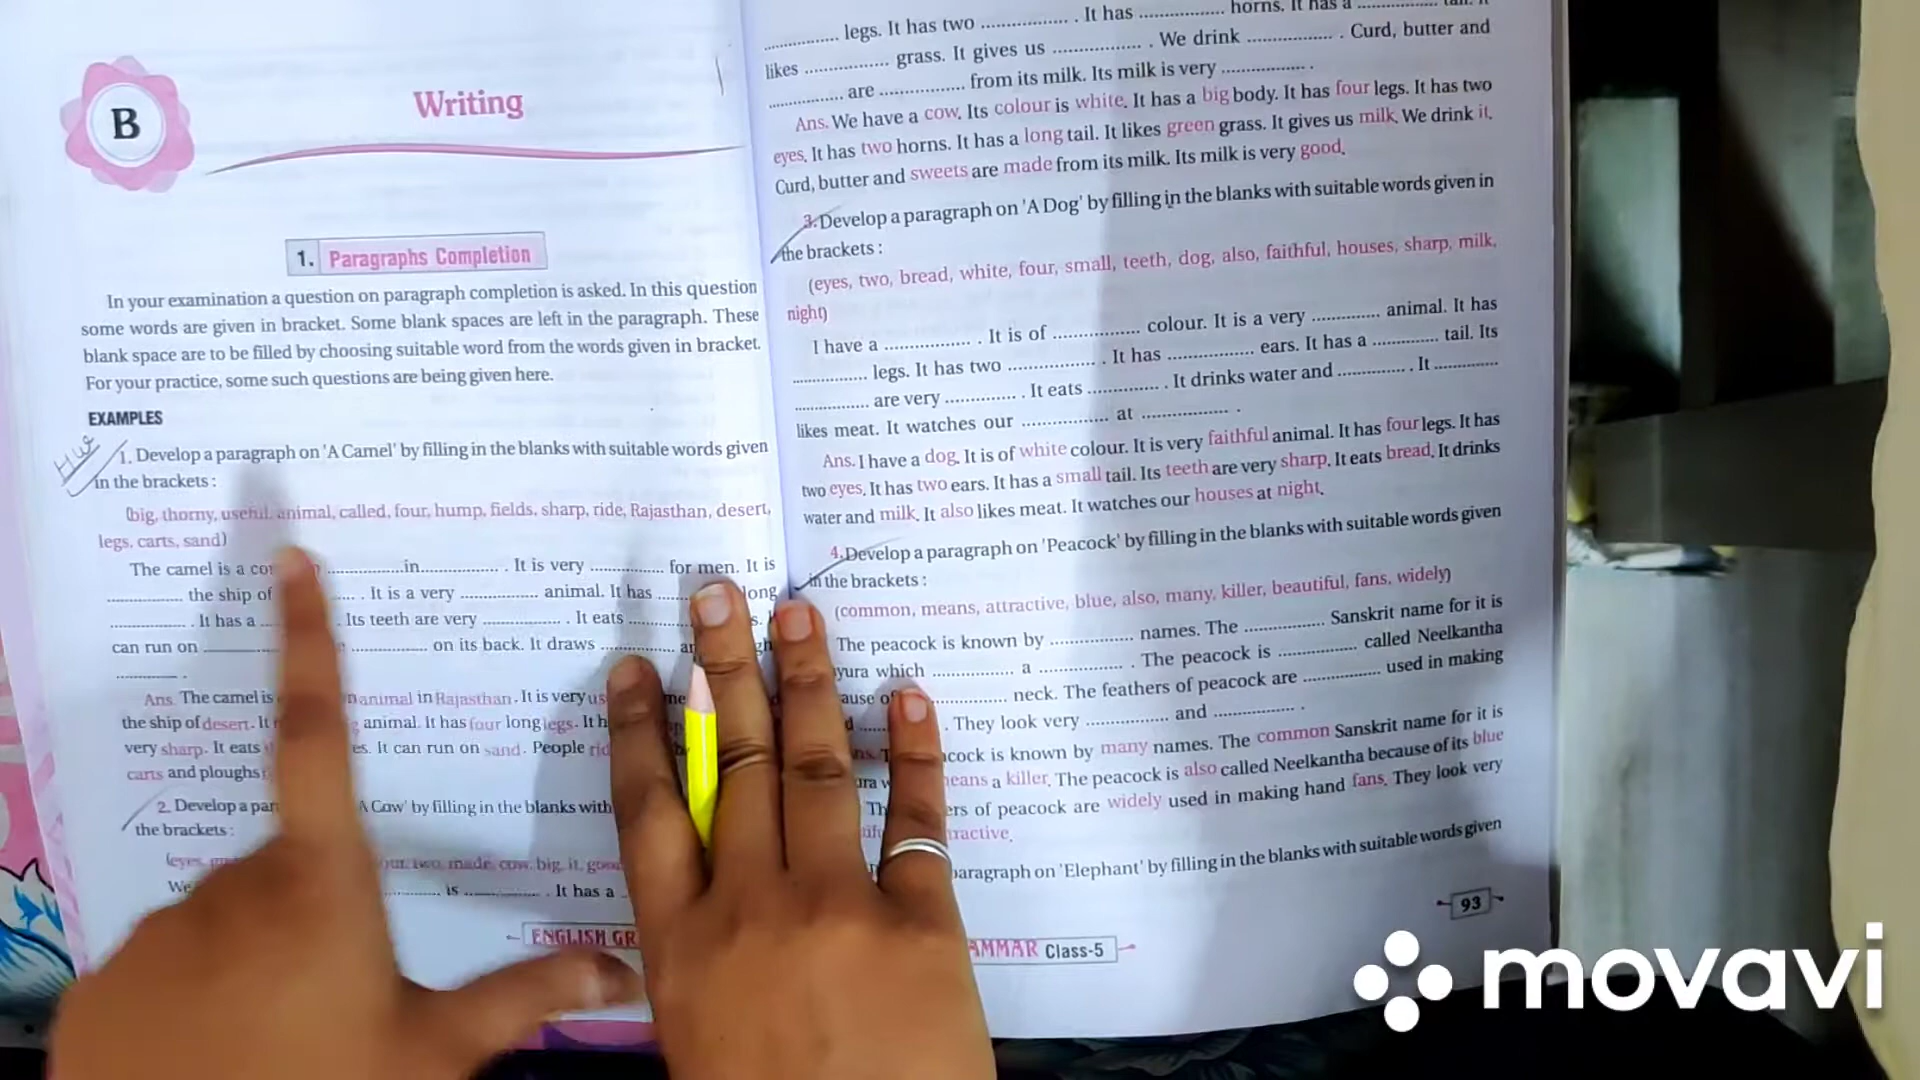 B
Writing
1. Paragraphs Completion
In your examination a question on paragraph completion is asked. In this question
some words are given in bracket. Some blank spaces are left in the paragraph. These
blank space are to be filled by choosing suitable word from the words given in bracket.
For your practice, some such questions are being given here.
EXAMPLES
HW
1. Develop a paragraph on 'A Camel' by filling in the blanks with suitable words given
in the brackets :
(big, thorny, useful, animal, called, four, hump, fields, sharp, ride, Rajasthan, desert,
legs, carts, sand)
The camel is a ...............in................ . It is very ............... for men. It is
............... the ship of . It is a very ............... animal. It has long
............... . It has a . Its teeth are very ............... . It eats
can run on ............... on its back. It draws ...............
............... .
Ans. The camel is animal in Rajasthan. It is very
the ship of desert. It animal. It has four long legs. It
very sharp. It eats It can run on sand. People
carts and ploughs
2. Develop a A Cow' by filling in the blanks with
the brackets :
(eyes, two, made, cow, big, it,
We ............... is ............... . It has a
ENGLISH
............... legs. It has two ............... . It has ............... horns. It has a ...............
likes ............... grass. It gives us ............... . We drink ............... . Curd, butter and
............... are ............... from its milk. Its milk is very ............... .
Ans. We have a cow. Its colour is white. It has a big body. It has four legs. It has two
eyes. It has two horns. It has a long tail. It likes green grass. It gives us milk. We drink it.
Curd, butter and sweets are made from its milk. Its milk is very good.
3. Develop a paragraph on 'A Dog' by filling in the blanks with suitable words given in
the brackets :
(eyes, two, bread, white, four, small, teeth, dog, also, faithful, houses, sharp, milk,
night)
I have a ............... . It is of ............... colour. It is a very ............... animal. It has
............... legs. It has two ............... . It has ............... ears. It has a ............... tail. Its
............... are very ............... . It eats ............... . It drinks water and ............... . It ...............
likes meat. It watches our ............... at ............... .
Ans. I have a dog. It is of white colour. It is very faithful animal. It has four legs. It has
two eyes. It has two ears. It has a small tail. Its teeth are very sharp. It eats bread. It drinks
water and milk. It also likes meat. It watches our houses at night.
4. Develop a paragraph on 'Peacock' by filling in the blanks with suitable words given
in the brackets :
(common, means, attractive, blue, also, many, killer, beautiful, fans, widely)
The peacock is known by ............... names. The ............... Sanskrit name for it is
which ............... a ............... . The peacock is ............... called Neelkantha
............... neck. The feathers of peacock are ............... used in making
. They look very ............... and ............... .
is known by many names. The common Sanskrit name for it is
means a killer. The peacock is also called Neelkantha because of its blue
of peacock are widely used in making hand fans. They look very
paragraph on 'Elephant' by filling in the blanks with suitable words given
93
Class-5
movavi